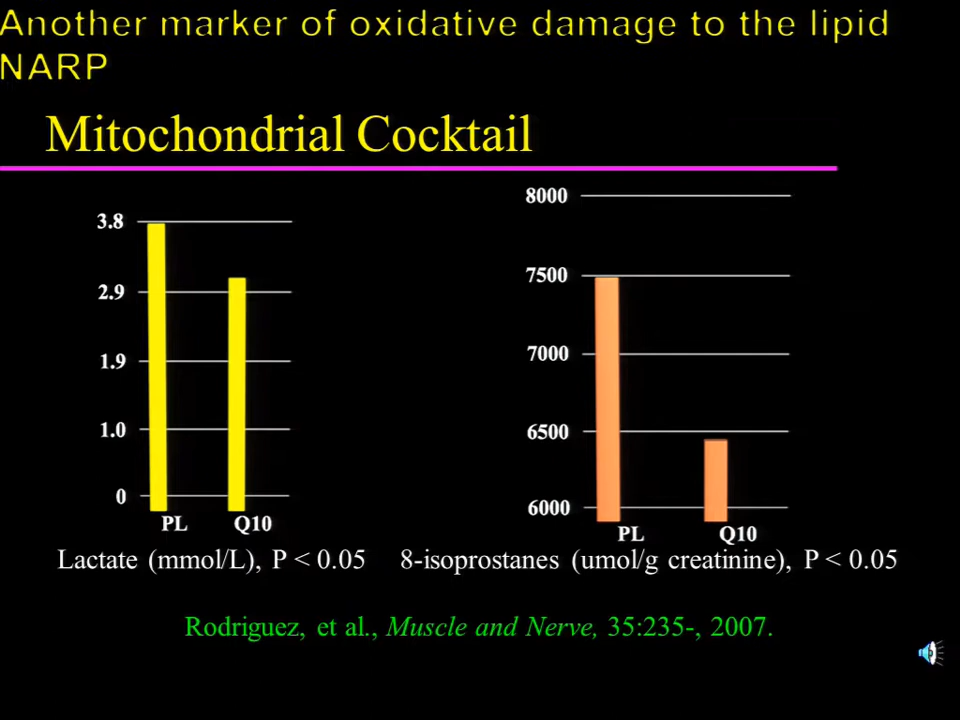 Another marker of oxidative damage to the lipid
NARP
Mitochondrial Cocktail
3.8
2.9
1.9
1.0
0
PL Q10
Lactate (mmol/L), P < 0.05
8000
7500
7000
6500
6000
PL Q10
8-isoprostanes (umol/g creatinine), P < 0.05
Rodriguez, et al., Muscle and Nerve, 35:235-, 2007.